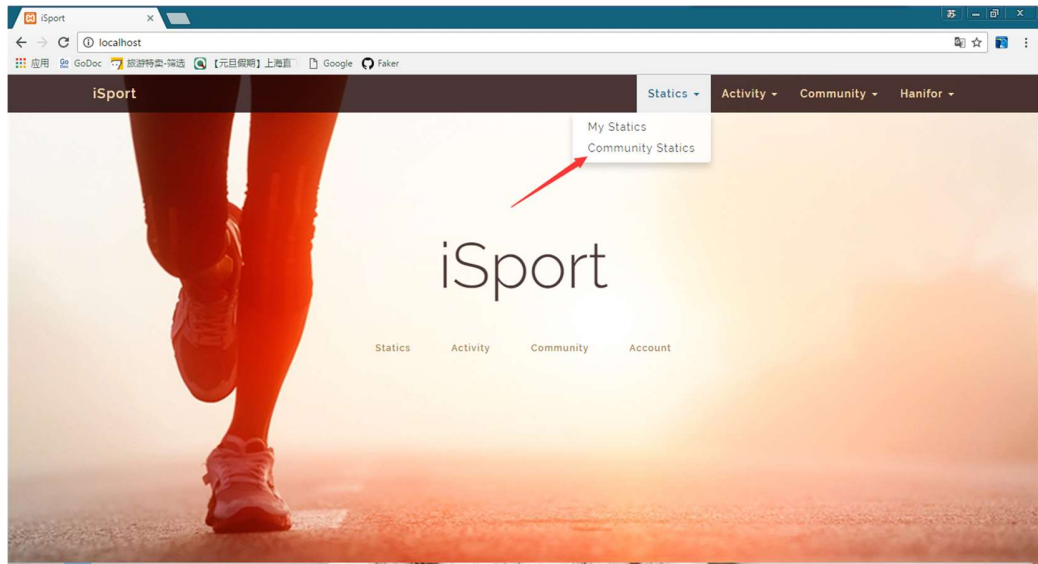 iSport
苏
localhost
应用 GoDoc 旅游特卖-筛选 【元旦假期】上海直 Google Faker
iSport Statics Activity Community Hanifor
My Statics
Community Statics
iSport
Statics Activity Community Account